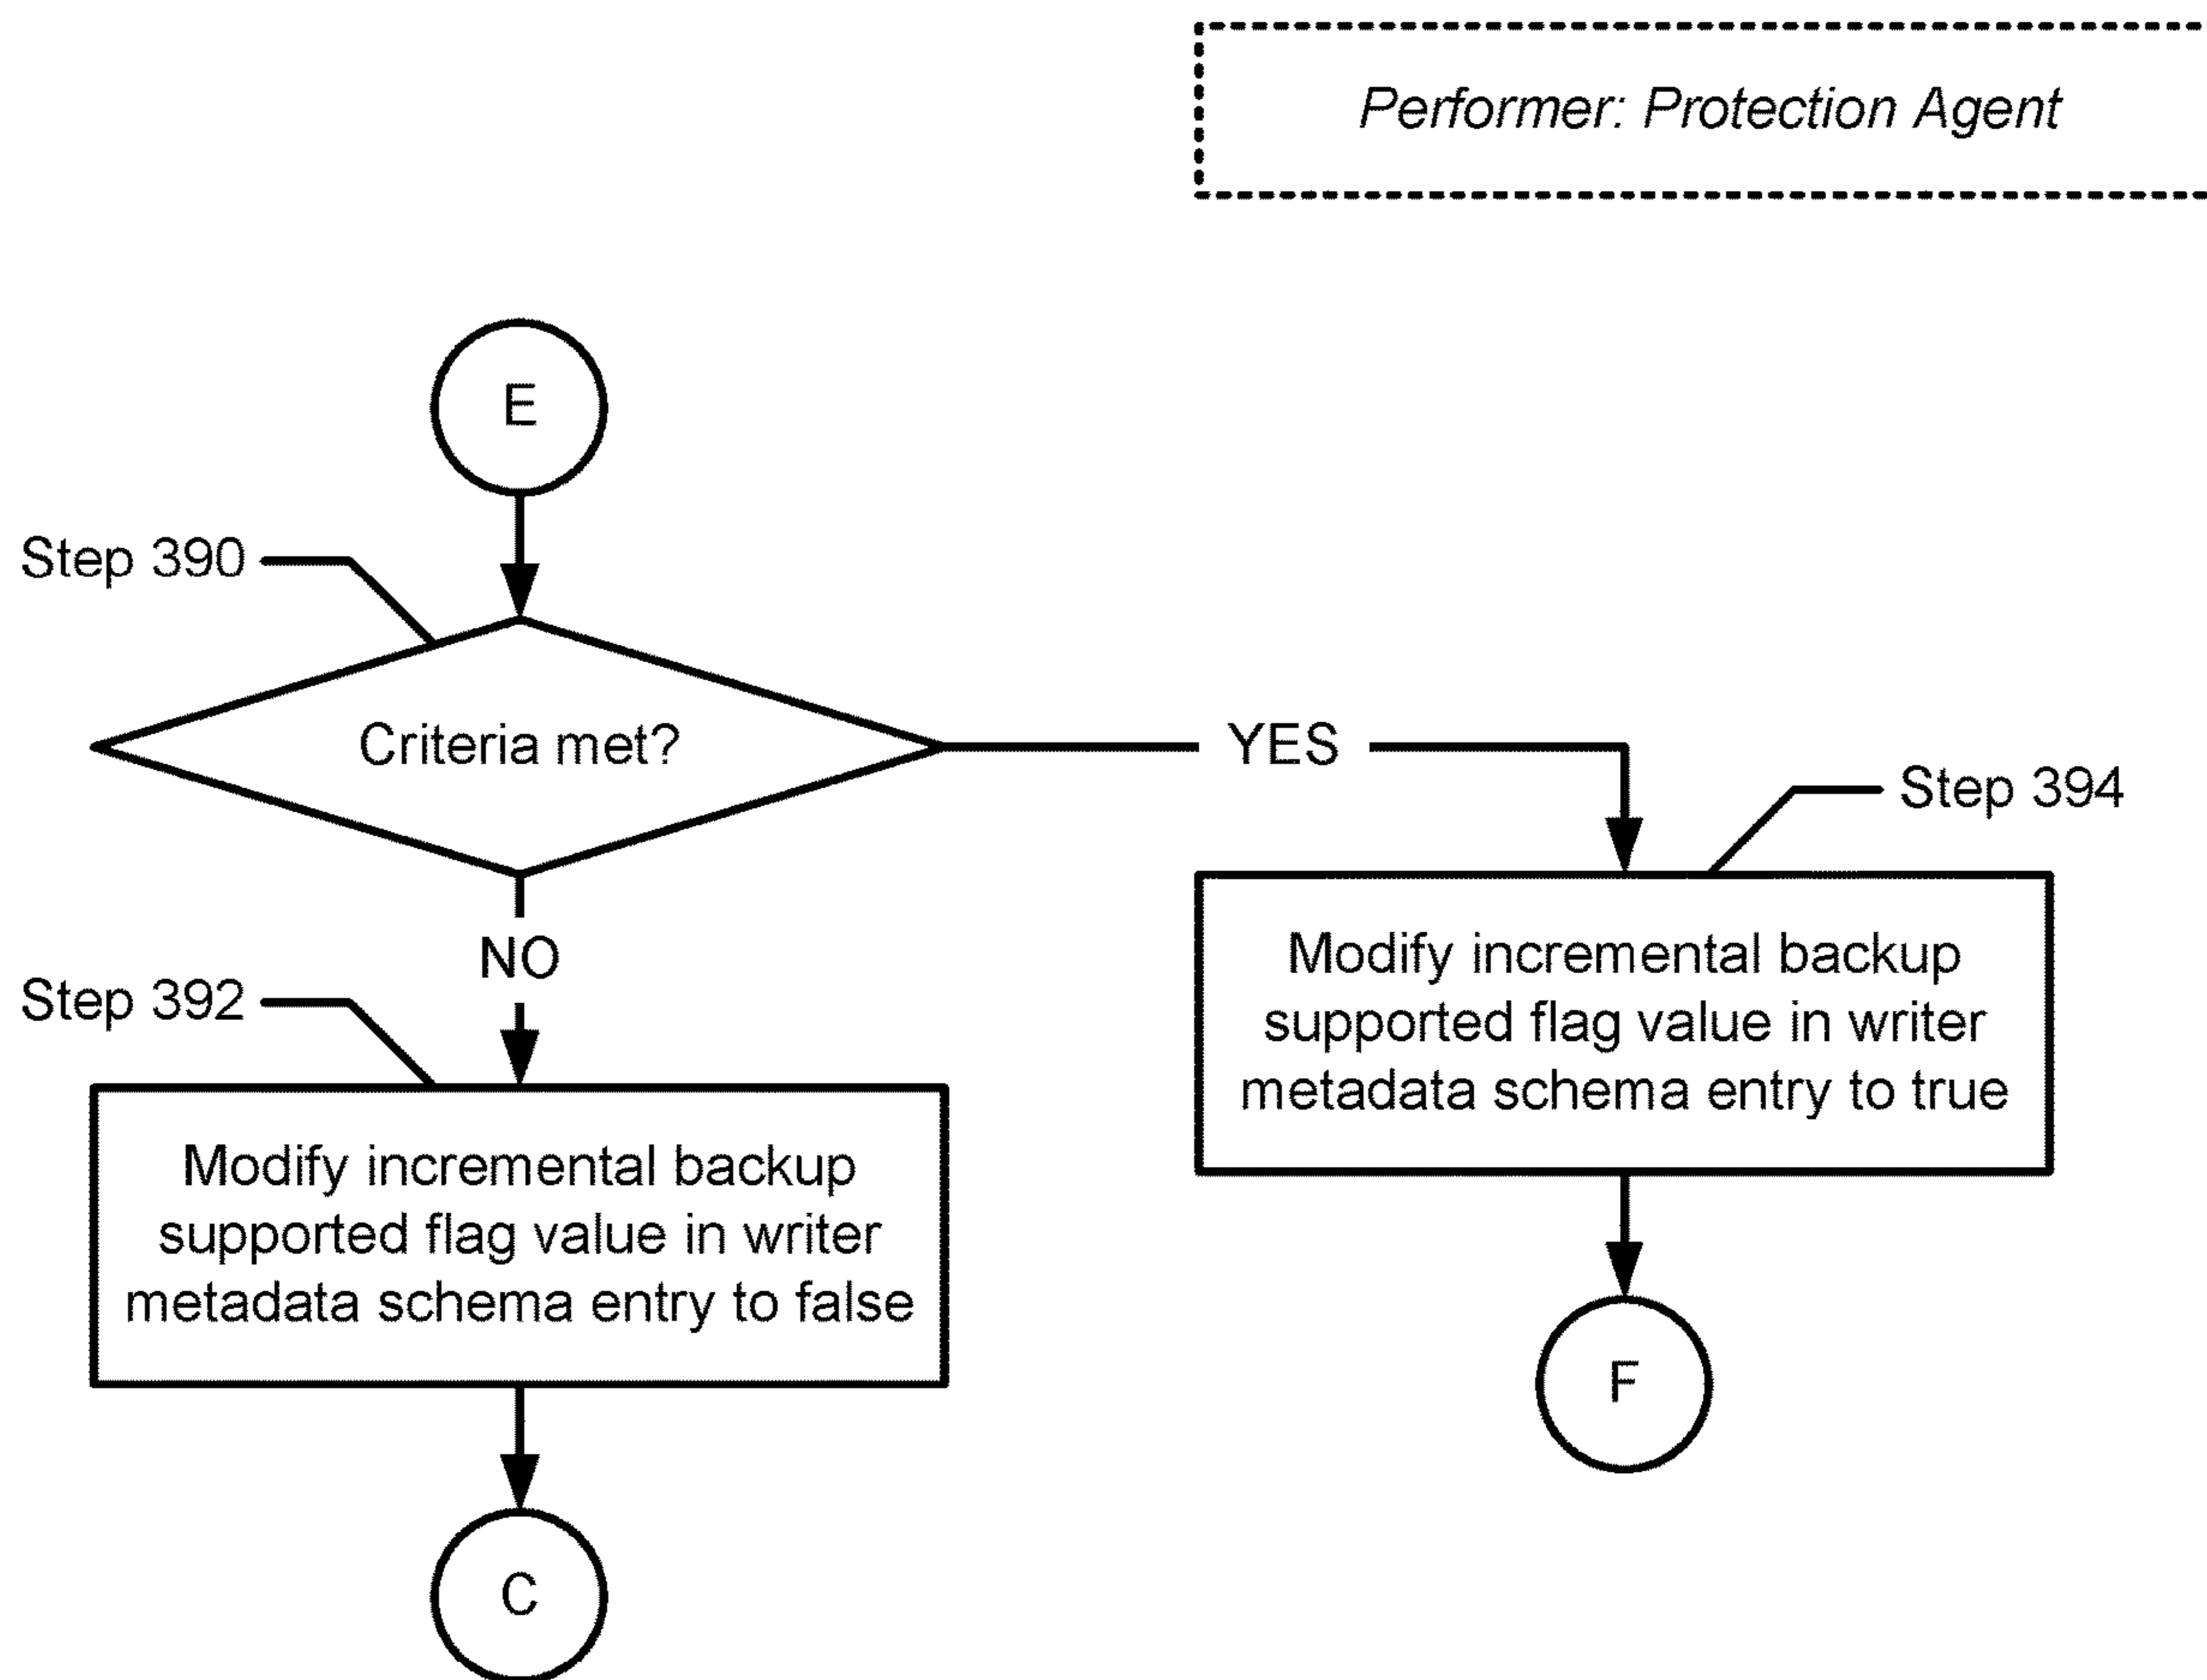 Performer: Protection Agent
E
Step 390
Criteria met?
YES
Step 394
NO
Modify incremental backup
supported flag value in writer
metadata schema entry to true
Step 392
Modify incremental backup
supported flag value in writer
metadata schema entry to false
F
C